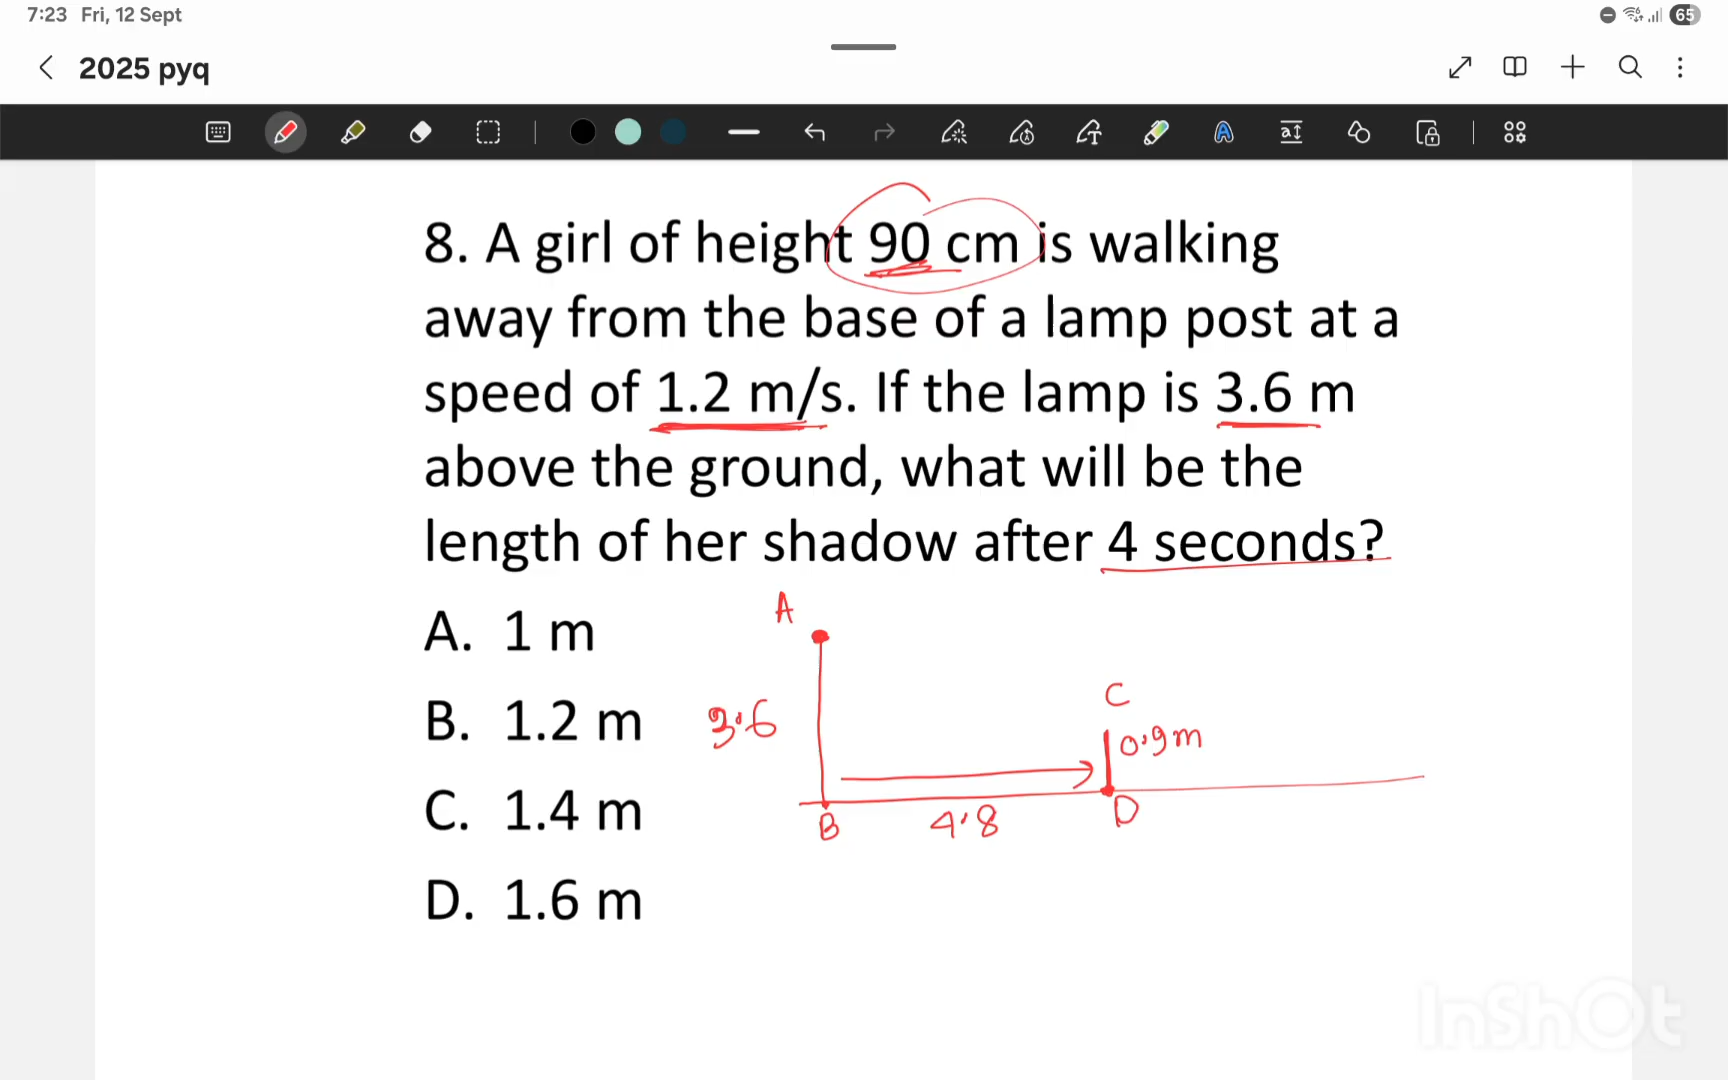 7:23 Fri, 12 Sept
65
2025 pyq
8. A girl of height 90 cm is walking
away from the base of a lamp post at a
speed of 1.2 m/s. If the lamp is 3.6 m
above the ground, what will be the
length of her shadow after 4 seconds?
A. 1 m
B. 1.2 m
C. 1.4 m
D. 1.6 m
A
3.6
C
0.9m
B
4.8
D
InShOt